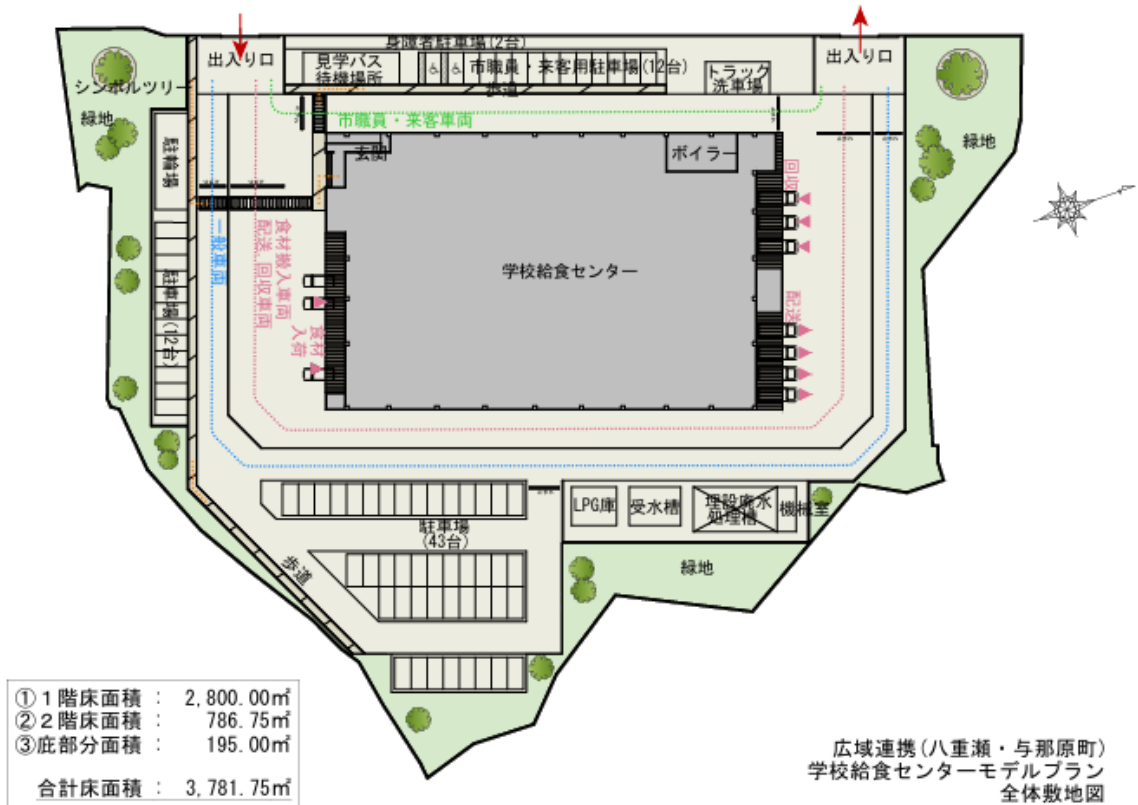 身障者駐車場(2台)
出入り口
見学バス
待機場所
市職員・来客用駐車場(12台)
トラック
洗車場
出入り口
歩道
シンボルツリー
緑地
市職員・来客車両
玄関
ボイラー
緑地
駐輪場
回収
一般車両
食材搬入車両
配送、回収車両
学校給食センター
駐車場(12台)
食材
入荷
配送
LPG庫
受水槽
埋設廃水
処理槽
機械室
駐車場
(43台)
歩道
緑地
①1階床面積 : 2,800.00㎡
②2階床面積 : 786.75㎡
③庇部分面積 : 195.00㎡
合計床面積 : 3,781.75㎡
広域連携(八重瀬・与那原町)
学校給食センターモデルプラン
全体敷地図